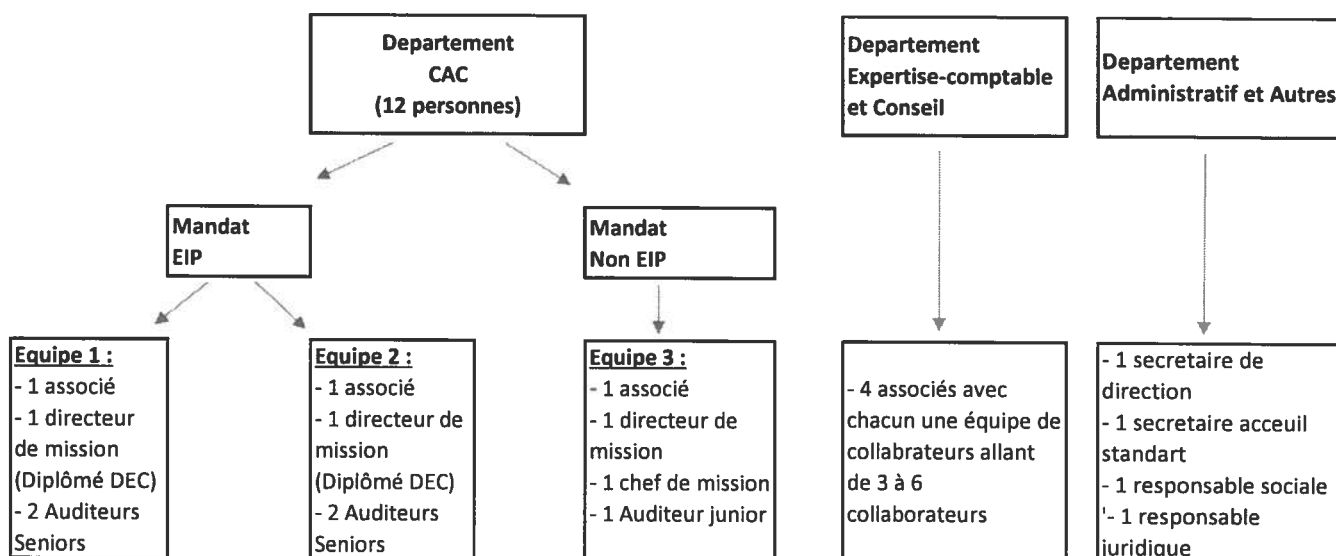 Departement
CAC
(12 personnes)
Departement
Expertise-comptable
et Conseil
Departement
Administratif et Autres
Mandat
EIP
Mandat
Non EIP
Equipe 1 :
- 1 associé
- 1 directeur
de mission
(Diplômé DEC)
- 2 Auditeurs
Seniors
Equipe 2 :
- 1 associé
- 1 directeur de
mission
(Diplômé DEC)
- 2 Auditeurs
Seniors
Equipe 3 :
- 1 associé
- 1 directeur de
mission
- 1 chef de mission
- 1 Auditeur junior
- 4 associés avec
chacun une équipe de
collabrateurs allant
de 3 à 6
collaborateurs
- 1 secretaire de
direction
- 1 secretaire acceuil
standart
- 1 responsable sociale
'- 1 responsable
juridique